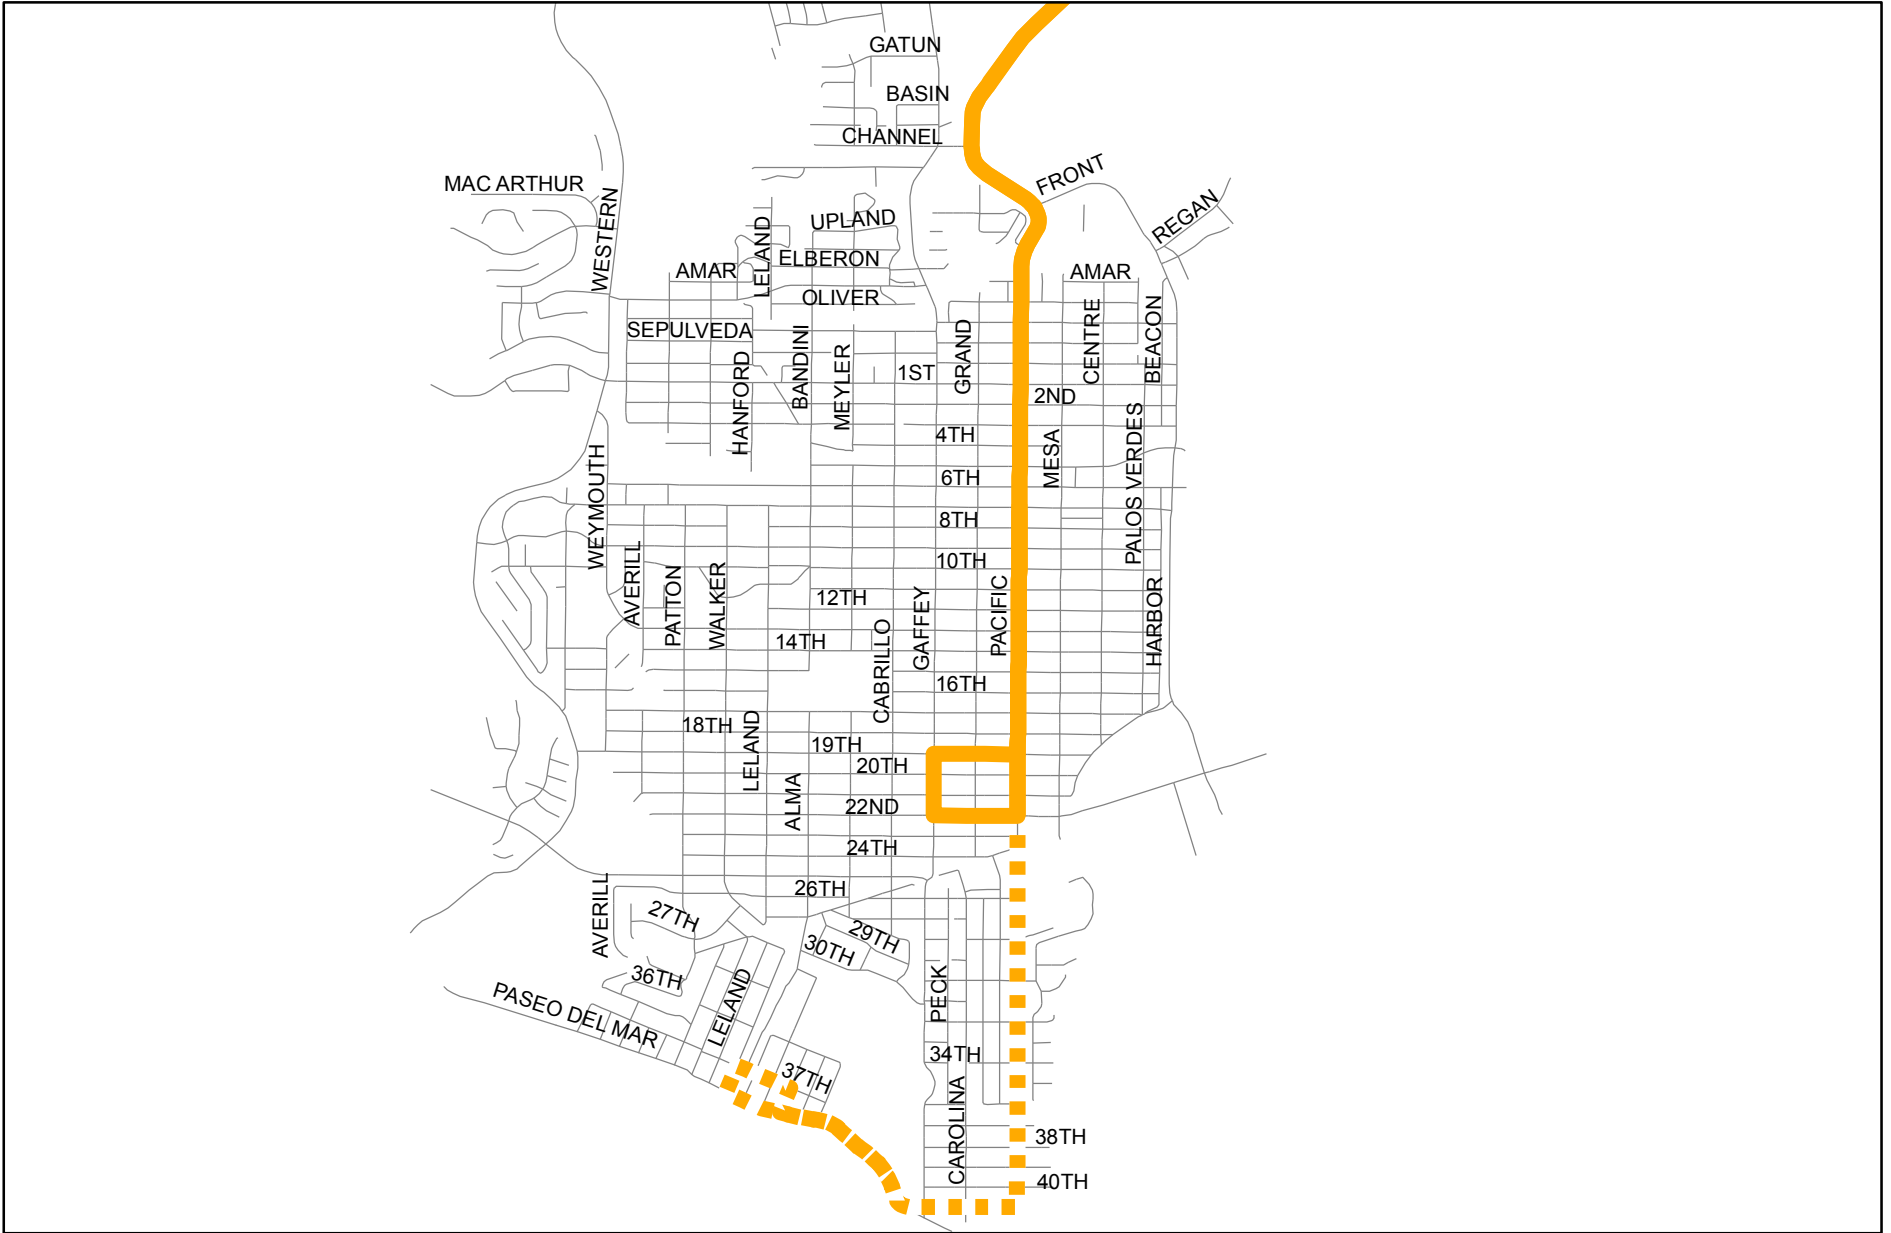 GATUN
BASIN
CHANNEL
FRONT
MAC ARTHUR
REGAN
WESTERN
UPLAND
LELAND
ELBERON
AMAR
AMAR
OLIVER
SEPULVEDA
CENTRE
BEACON
GRAND
BANDINI
MEYLER
HANFORD
1ST
2ND
4TH
MESA
PALOS VERDES
WEYMOUTH
6TH
8TH
AVERILL
10TH
PATTON
WALKER
12TH
GAFFEY
PACIFIC
HARBOR
14TH
CABRILLO
16TH
18TH
LELAND
19TH
20TH
ALMA
22ND
24TH
26TH
AVERILL
27TH
29TH
30TH
36TH
PECK
LELAND
PASEO DEL MAR
34TH
37TH
CAROLINA
38TH
40TH